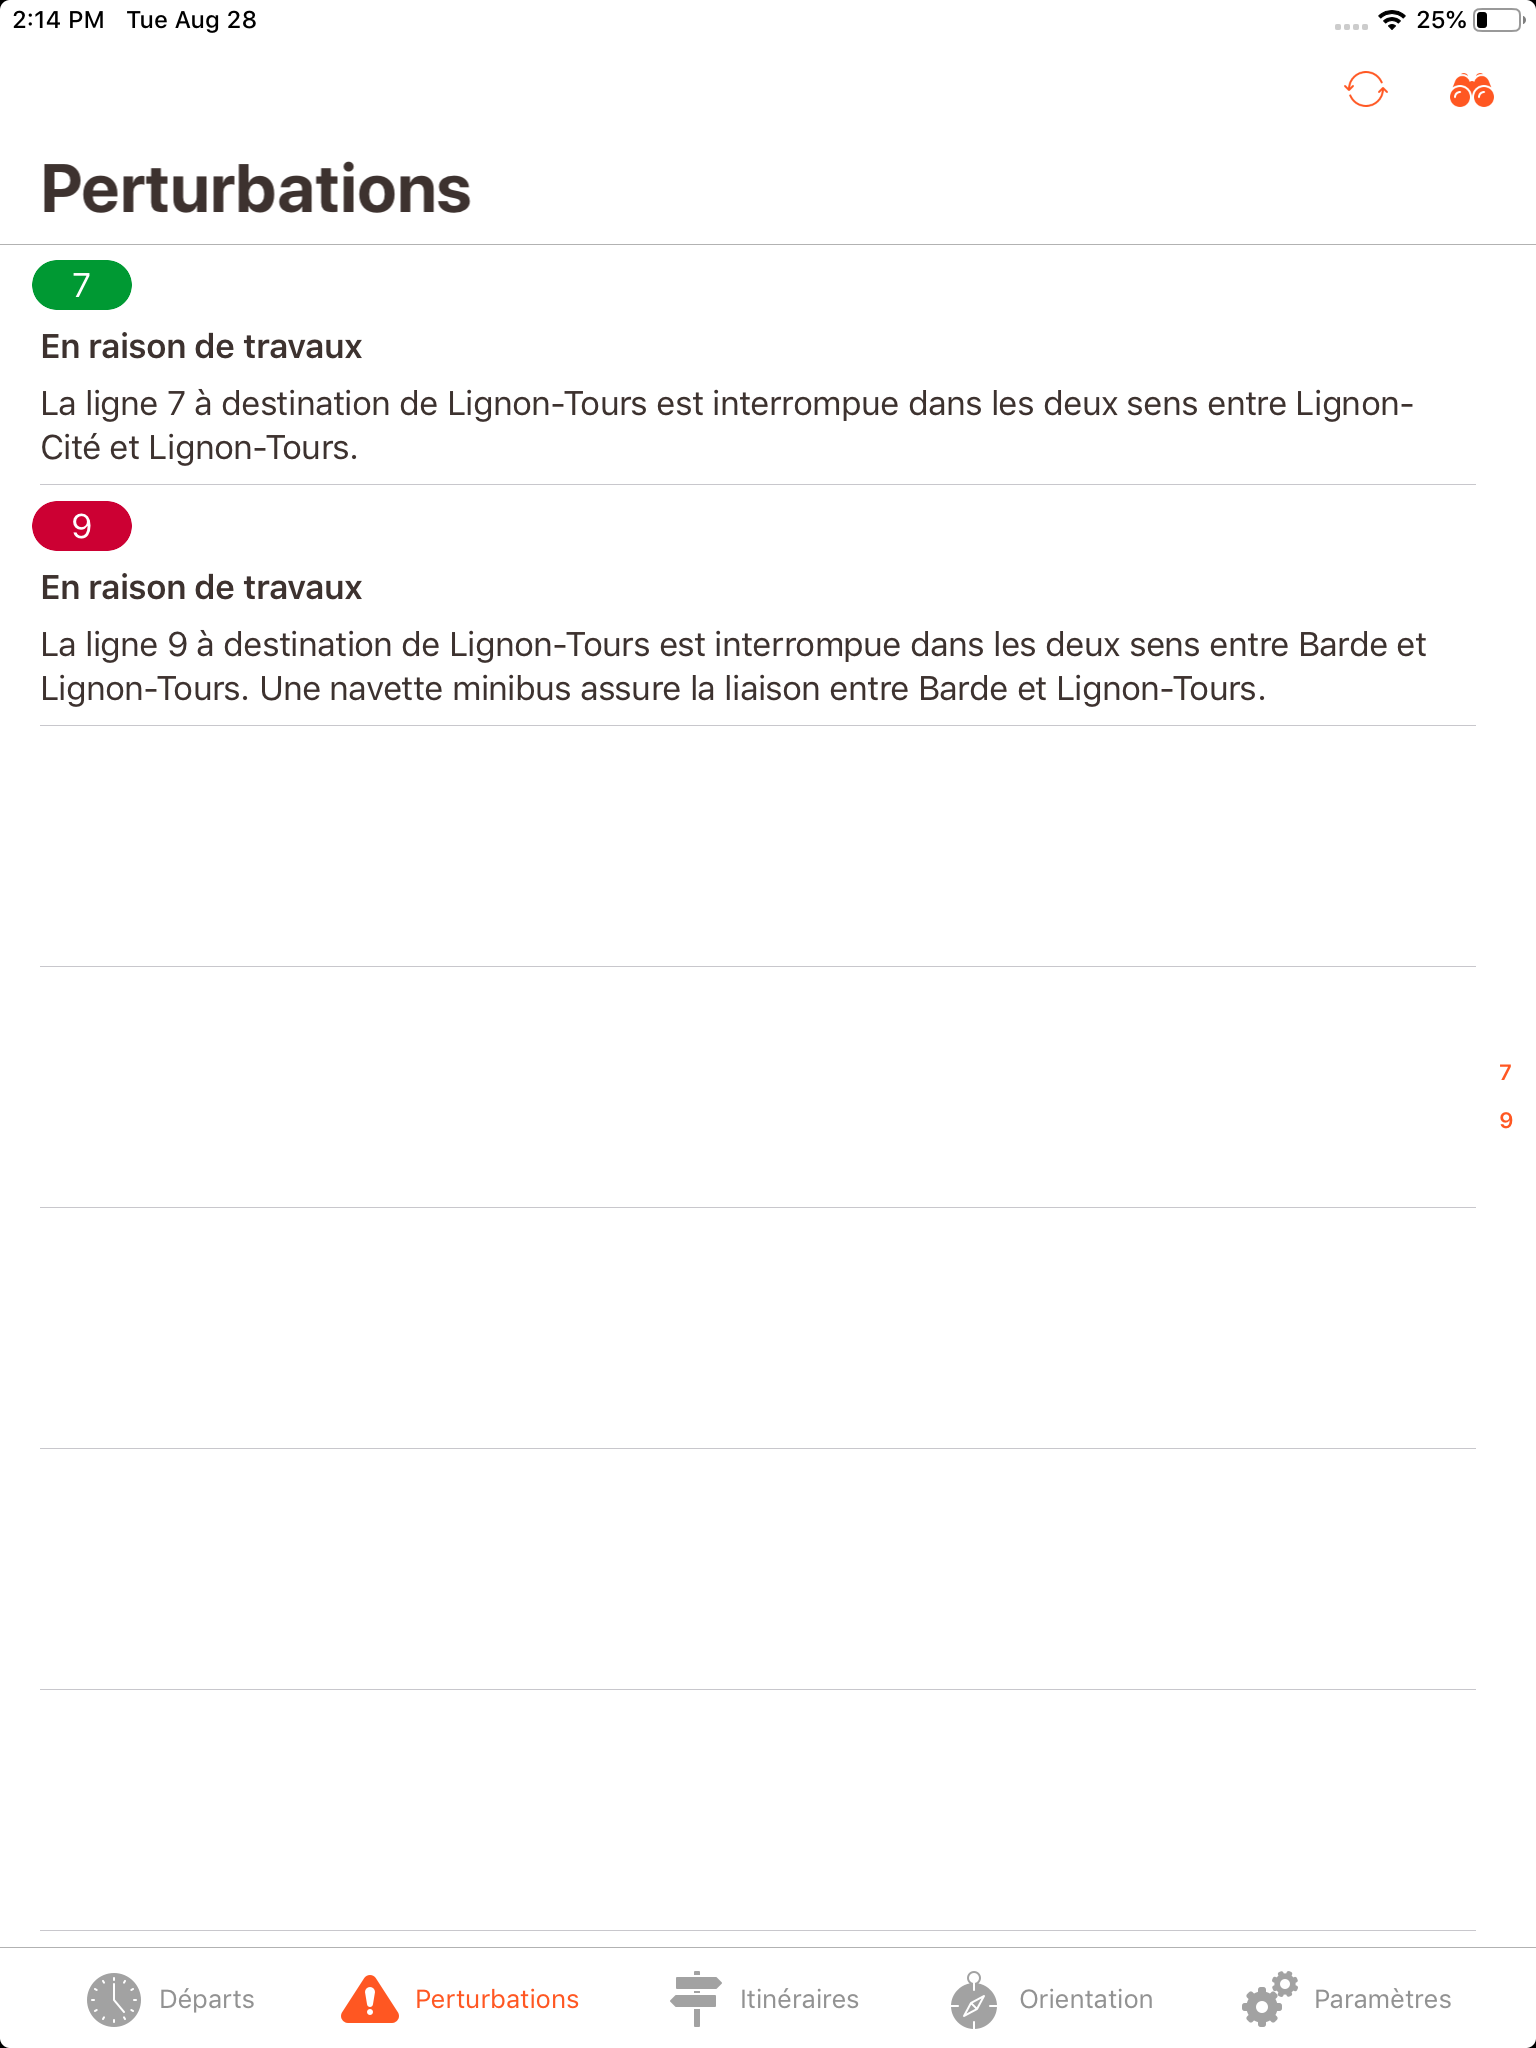 2:14 PM Tue Aug 28 25%
Perturbations
7
En raison de travaux
La ligne 7 à destination de Lignon-Tours est interrompue dans les deux sens entre Lignon-
Cité et Lignon-Tours.
9
En raison de travaux
La ligne 9 à destination de Lignon-Tours est interrompue dans les deux sens entre Barde et
Lignon-Tours. Une navette minibus assure la liaison entre Barde et Lignon-Tours.
7
9
Départs Perturbations Itinéraires Orientation Paramètres